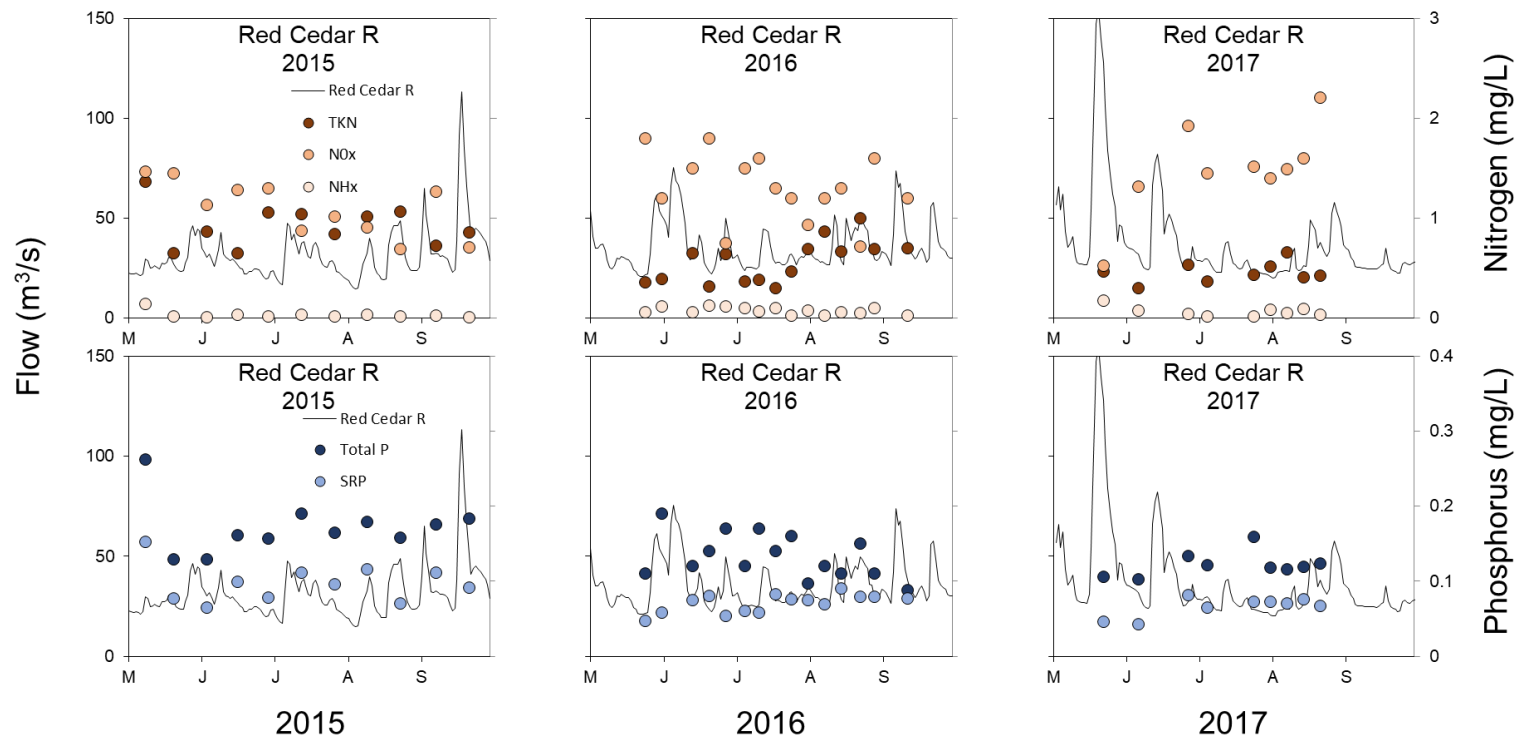 150
Red Cedar R
2015
Red Cedar R
TKN
N0x
NHx
100
50
0
M J J A S
Red Cedar R
2016
M J J A S
Red Cedar R
2017
M J J A S
3
2
1
0
Nitrogen (mg/L)
Flow (m³/s)
150
Red Cedar R
2015
Red Cedar R
Total P
SRP
100
50
0
M J J A S
Red Cedar R
2016
M J J A S
Red Cedar R
2017
M J J A S
0.4
0.3
0.2
0.1
0
Phosphorus (mg/L)
2015
2016
2017